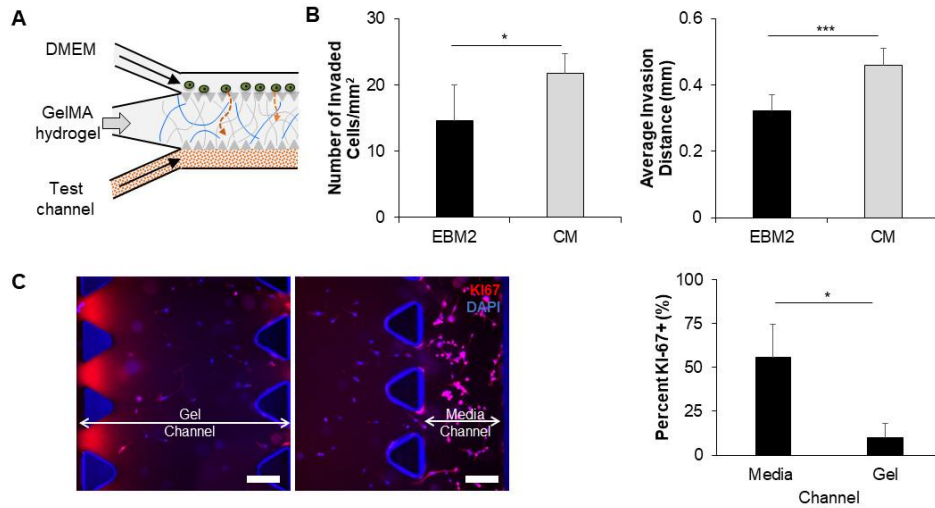 A
DMEM
GelMA
hydrogel
Test
channel
B
Number of Invaded
Cells/mm²
30
20
10
0
*
EBM2
CM
Average Invasion
Distance (mm)
0.6
0.4
0.2
0
***
EBM2
CM
C
KI67
DAPI
Gel
Channel
Media
Channel
Percent KI-67+ (%)
100
75
50
25
0
*
Media
Gel
Channel